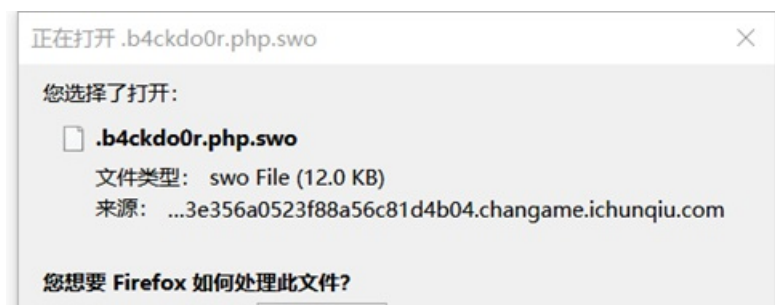 正在打开 .b4ckdo0r.php.swo
您选择了打开：
.b4ckdo0r.php.swo
文件类型： swo File (12.0 KB)
来源： ...3e356a0523f88a56c81d4b04.changame.ichunqiu.com
您想要 Firefox 如何处理此文件?